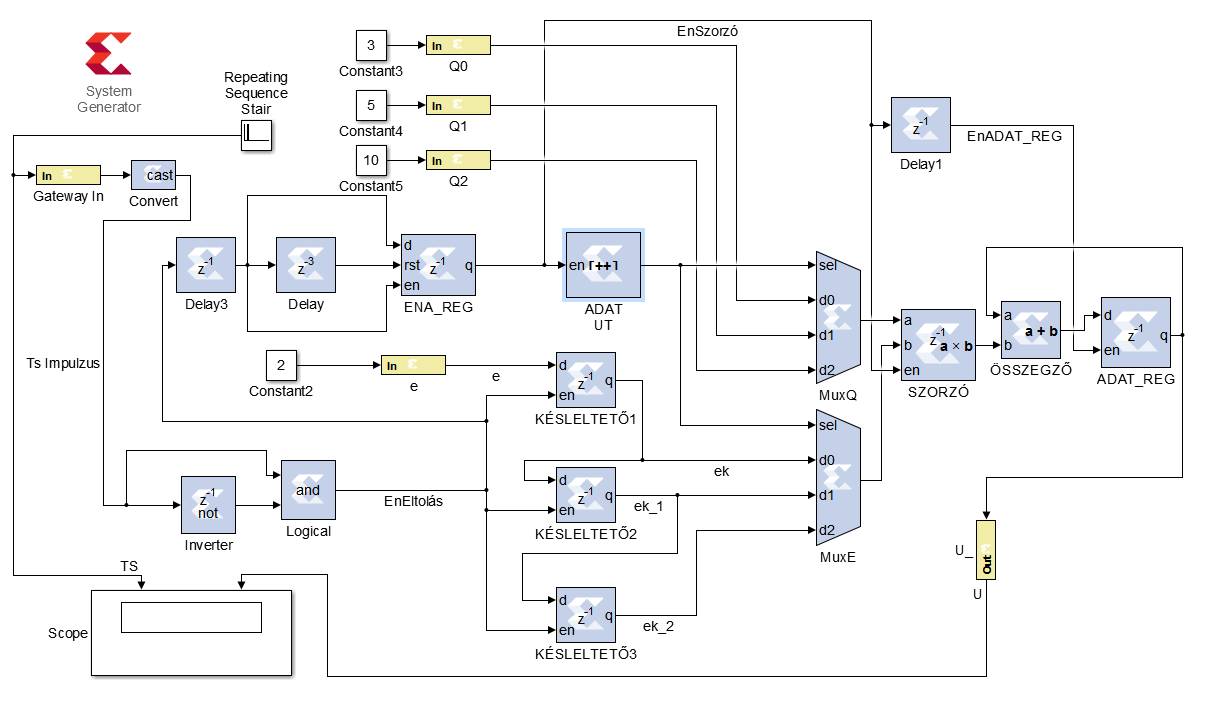 System
Generator
Repeating
Sequence
Stair
3
Constant3
In
Q0
EnSzorzó
5
Constant4
In
Q1
10
Constant5
In
Q2
z-1
Delay1
EnADAT_REG
In
Gateway In
cast
Convert
z-1
Delay3
z-3
Delay
d
rst
en
z-1
q
ENA_REG
en
++
ADAT
UT
sel
d0
d1
d2
MuxQ
a
b
en
z-1
a × b
SZORZÓ
a
b
a + b
ÖSSZEGZŐ
d
en
z-1
q
ADAT_REG
Ts Impulzus
2
Constant2
In
e
e
d
en
z-1
q
KÉSLELTETŐ1
sel
d0
d1
d2
MuxE
ek
z-1
not
Inverter
and
Logical
EnEltolás
d
en
z-1
q
KÉSLELTETŐ2
ek_1
d
en
z-1
q
KÉSLELTETŐ3
ek_2
U_
Out
U
TS
Scope